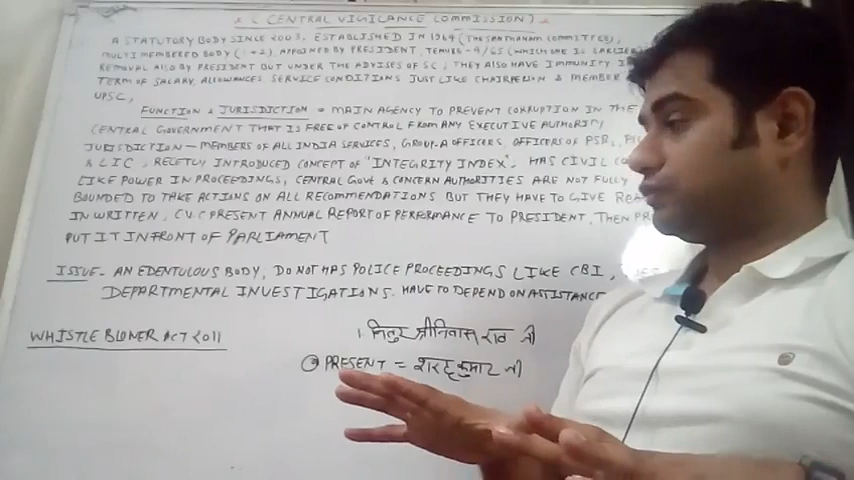 ( CENTRAL VIGILANCE COMMISSION )
A STATUTORY BODY SINCE 2003, ESTABLISHED IN 1964 (THE SANTHANAM COMMITTEE),
MULTI MEMBERED BODY (1+2) APPOINED BY PRESIDENT, TENURE-4/65 (WHICH ONE IS EARLIER)
REMOVAL ALSO BY PRESIDENT BUT UNDER THE ADVISES OF SC, THEY ALSO HAVE IMMUNITY I
TERM OF SALARY, ALLOWANCES SERVICE CONDITIONS JUST LIKE CHAIRPERSON & MEMBER
UPSC,
FUNCTION & JURISDICTION = MAIN AGENCY TO PREVENT CORRUPTION IN THE
CENTRAL GOVERNMENT THAT IS FREE OF CONTROL FROM ANY EXECUTIVE AUTHORITY
JURISDICTION - MEMBERS OF ALL INDIA SERVICES, GROUP A OFFICERS, OFFICERS OF PSB,
& LIC, RECETLY INTRODUCED CONCEPT OF "INTEGRITY INDEX", HAS CIVIL CO
LIKE POWER IN PROCEEDINGS, CENTRAL GOVT & CONCERN AUTHORITIES ARE NOT FULLY
BOUNDED TO TAKE ACTIONS ON ALL RECOMMENDATIONS BUT THEY HAVE TO GIVE REA
IN WRITTEN, CVC PRESENT ANNUAL REPORT OF PERFORMANCE TO PRESIDENT, THEN PR
PUT IT IN FRONT OF PARLIAMENT
ISSUE - AN EDENTULOUS BODY, DO NOT HAS POLICE PROCEEDINGS LIKE CBI,
DEPARTMENTAL INVESTIGATIONS. HAVE TO DEPEND ON ASSISTANCE
WHISTLE BLOWER ACT 2011
1. नित्तुर श्रीनिवास राव जी
PRESENT = शरद कुमार जी